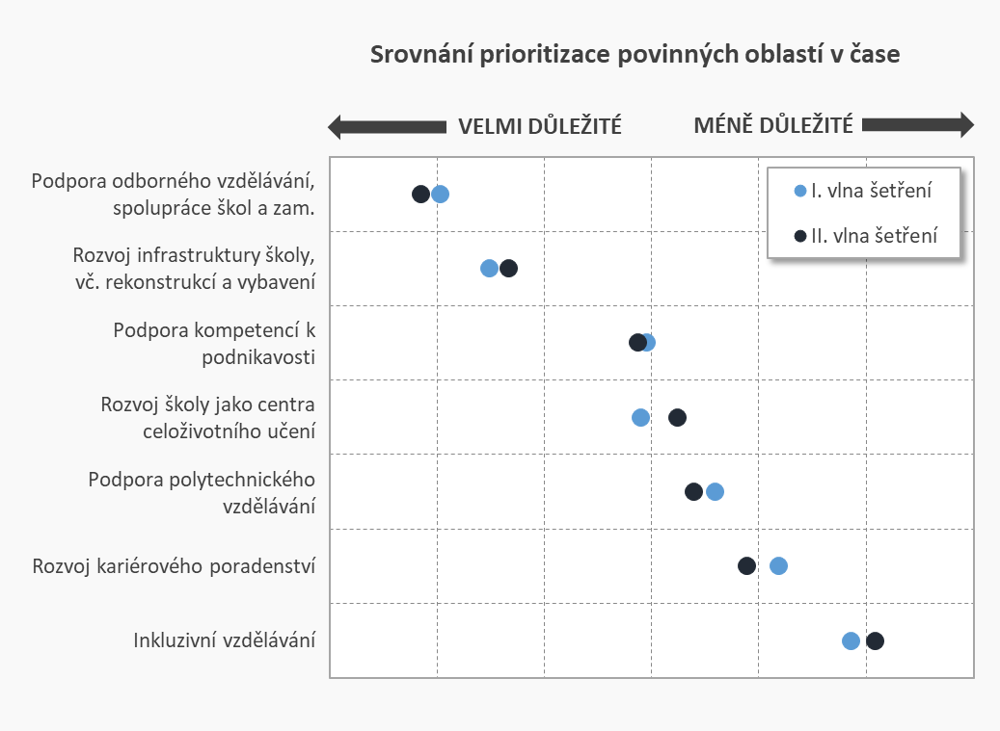 Srovnání prioritizace povinných oblastí v čase
VELMI DŮLEŽITÉ
MÉNĚ DŮLEŽITÉ
I. vlna šetření
II. vlna šetření
Podpora odborného vzdělávání,
spolupráce škol a zam.
Rozvoj infrastruktury školy,
vč. rekonstrukcí a vybavení
Podpora kompetencí k
podnikavosti
Rozvoj školy jako centra
celoživotního učení
Podpora polytechnického
vzdělávání
Rozvoj kariérového poradenství
Inkluzivní vzdělávání